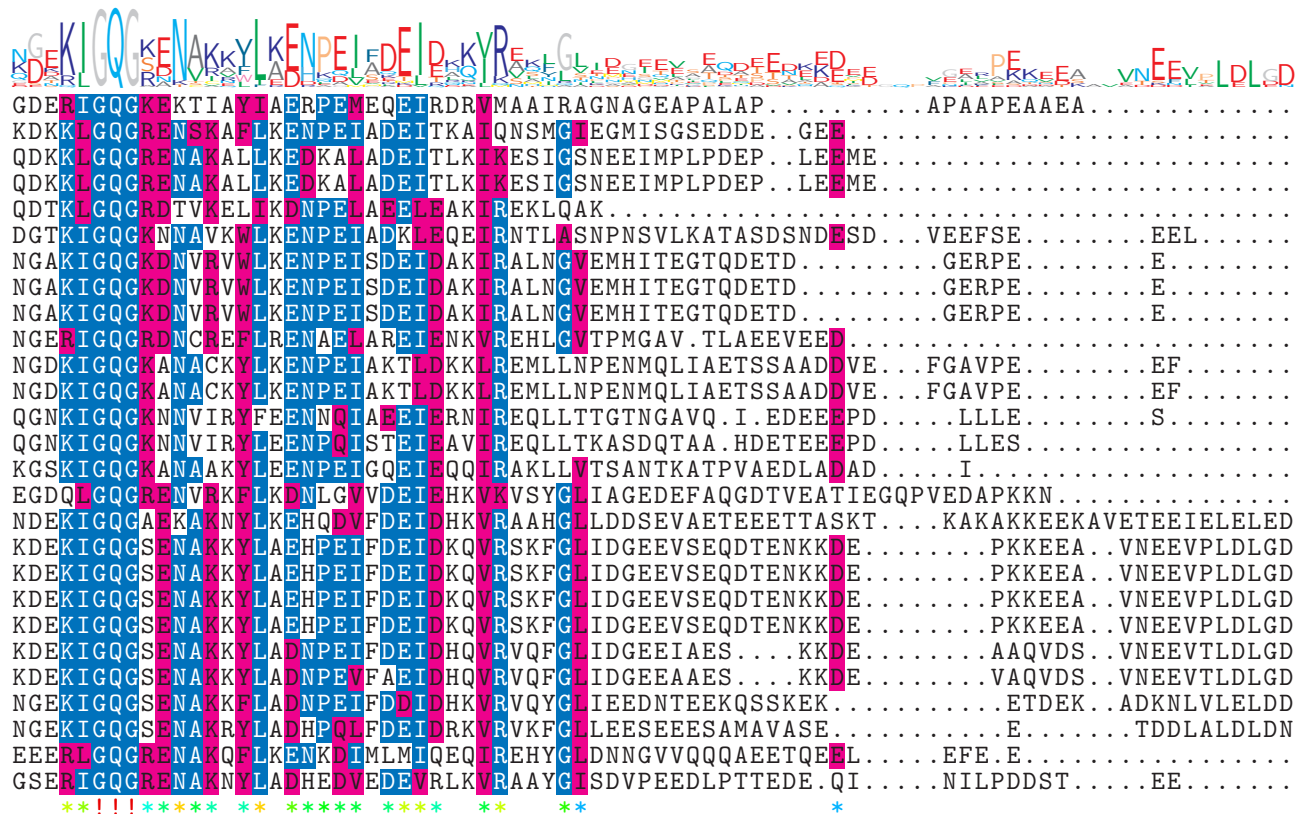 GDERIGQGKEKTIAYIAERPEMEQEIRDRVMAAIRAGNAGEAPALAP..........APAAPEAAEA.............
KDKKLGQGRENSKAFLKENPEIADEITKAIQNSMGIEGMISGSEDDE..GEE............................
QDKKLGQGRENAKALLKEDKALADEITLKIKESIGSNEEIMPLPDEP..LEEME..........................
QDKKLGQGRENAKALLKEDKALADEITLKIKESIGSNEEIMPLPDEP..LEEME..........................
QDTKLGQGRDTVKELIKDNPELAEELEAKIREKLQAK...........................................
DGTKIGQGKNNAVKWLKENPEIADKLEQEIRNTLASNPNSVLKATASDSNDESD...VEEFSE........EEL......
NGAKIGQGKDNVRVWLKENPEISDEIDAKIRALNGVEMHITEGTQDETD.........GERPE........E........
NGAKIGQGKDNVRVWLKENPEISDEIDAKIRALNGVEMHITEGTQDETD.........GERPE........E........
NGAKIGQGKDNVRVWLKENPEISDEIDAKIRALNGVEMHITEGTQDETD.........GERPE........E........
NGERIGQGRDNCREFLRENAELAREIENKVREHLGVTPMGAV.TLAEEVEED............................
NGDKIGQGKANACKYLKENPEIAKTLDKKLREMLLNPENMQLIAETSSAADDVE...FGAVPE........EF.......
NGDKIGQGKANACKYLKENPEIAKTLDKKLREMLLNPENMQLIAETSSAADDVE...FGAVPE........EF.......
QGNKIGQGKNNVIRYFEENNQIAEEIERNIREQLLTTGTNGAVQ.I.EDEEEPD.....LLLE........S........
QGNKIGQGKNNVIRYLEENPQISTEIEAVIREQLLTKASDQTAA.HDETEEEPD.....LLES.................
KGSKIGQGKANAAKYLEENPEIGQEIEQQIRAKLLVTSANTKATPVAEDLADAD.....I....................
EGDQLGQGRENVRKFLKDNLGVVDEIEHKVKVSYGLIAGEDEFAQGDTVEATIEGQPVEDAPKKN...............
NDEKIGQGAEKAKNYLKEHQDVFDEIDHKVRAAHGLLDDSEVAETEEETTASKT....KAKAKKEEKAVETEEIELELED
KDEKIGQGSENAKKYLAEHPEIFDEIDKQVRSKFGLIDGEEVSEQDTENKKDE........PKKEEA..VNEEVPLDLGD
KDEKIGQGSENAKKYLAEHPEIFDEIDKQVRSKFGLIDGEEVSEQDTENKKDE........PKKEEA..VNEEVPLDLGD
KDEKIGQGSENAKKYLAEHPEIFDEIDKQVRSKFGLIDGEEVSEQDTENKKDE........PKKEEA..VNEEVPLDLGD
KDEKIGQGSENAKKYLAEHPEIFDEIDKQVRSKFGLIDGEEVSEQDTENKKDE........PKKEEA..VNEEVPLDLGD
KDEKIGQGSENAKKYLADNPEIFDEIDHQVRVQFGLIDGEEIAES....KKDE........AAQVDS..VNEEVTLDLGD
KDEKIGQGSENAKKYLADNPEVFAEIDHQVRVQFGLIDGEEAAES....KKDE........VAQVDS..VNEEVTLDLGD
NGEKIGQGSENAKKFLADNPEIFDDIDHKVRVQYGLIEEDNTEEKQSSKEK...........ETDEK..ADKNLVLELDD
NGEKIGQGSENAKRYLADHPQLFDEIDRKVRVKFGLLEESEEESAMAVASE...........E.......TDDLALDLDN
EEERLGQGRENAKQFLKENKDIMLMIQEQIREHYGLDNNGVVQQQAEETQEEL.....EFE.E.................
GSERIGQGRENAKNYLADHEDVEDEVRLKVRAAYGISDVPEEDLPTTEDE.QI.....NILPDDST.....EE.......
**!!!***** ** ***** **** ** ** *